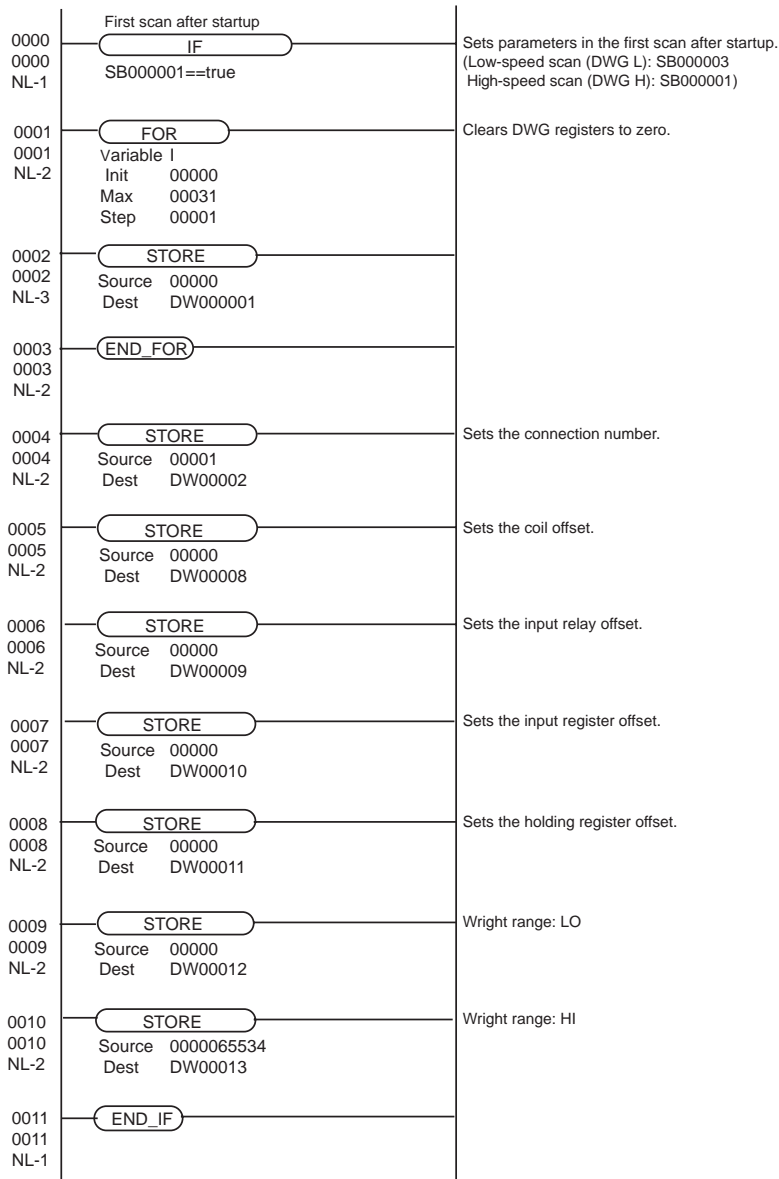 First scan after startup
0000
0000
NL-1
IF
SB000001==true
Sets parameters in the first scan after startup.
(Low-speed scan (DWG L): SB000003
High-speed scan (DWG H): SB000001)
0001
0001
NL-2
FOR
Variable I
Init 00000
Max 00031
Step 00001
Clears DWG registers to zero.
0002
0002
NL-3
STORE
Source 00000
Dest DW000001
0003
0003
NL-2
END_FOR
0004
0004
NL-2
STORE
Source 00001
Dest DW00002
Sets the connection number.
0005
0005
NL-2
STORE
Source 00000
Dest DW00008
Sets the coil offset.
0006
0006
NL-2
STORE
Source 00000
Dest DW00009
Sets the input relay offset.
0007
0007
NL-2
STORE
Source 00000
Dest DW00010
Sets the input register offset.
0008
0008
NL-2
STORE
Source 00000
Dest DW00011
Sets the holding register offset.
0009
0009
NL-2
STORE
Source 00000
Dest DW00012
Wright range: LO
0010
0010
NL-2
STORE
Source 0000065534
Dest DW00013
Wright range: HI
0011
0011
NL-1
END_IF